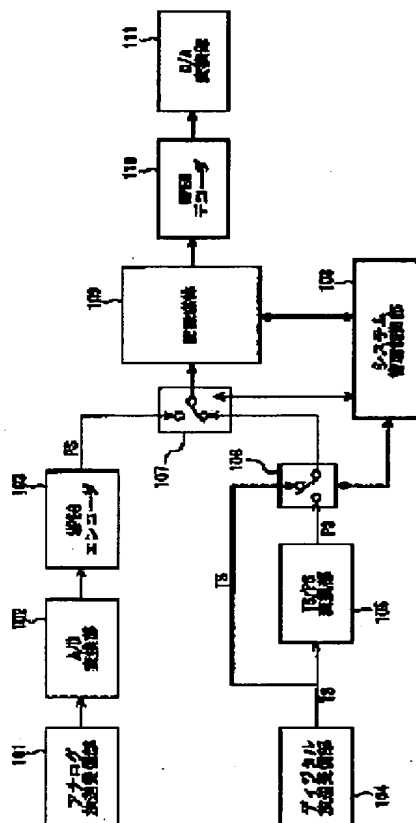 101
アナログ
放送受信部
102
A/D
変換部
103
MPEG
エンコーダ
PS
107
109
記録媒体
110
MPEG
デコーダ
111
D/A
変換部
104
ディジタル
放送受信部
TS
TS
105
TS/PS
変換部
PS
106
108
システム
管理制御部